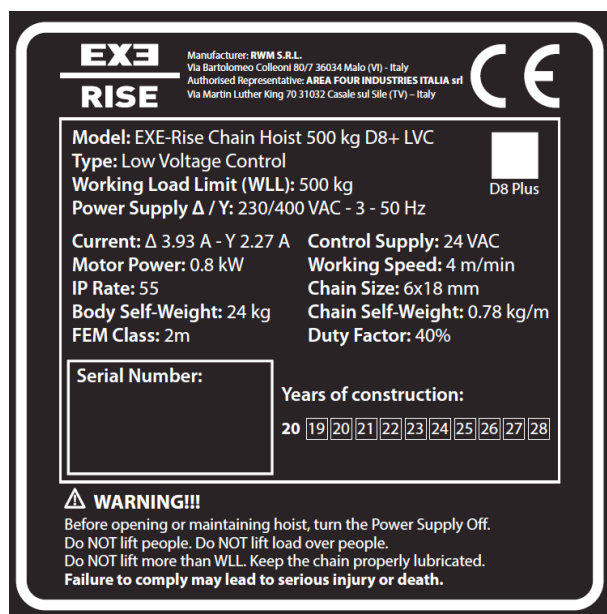 EXE
RISE
Manufacturer: RWM S.R.L.
Via Bartolomeo Colleoni 80/7 36034 Malo (VI) - Italy
Authorised Representative: AREA FOUR INDUSTRIES ITALIA srl
Via Martin Luther King 70 31032 Casale sul Sile (TV) – Italy
CE
Model: EXE-Rise Chain Hoist 500 kg D8+ LVC
Type: Low Voltage Control
Working Load Limit (WLL): 500 kg
Power Supply Δ / Y: 230/400 VAC - 3 - 50 Hz
D8 Plus
Current: Δ 3.93 A - Y 2.27 A
Motor Power: 0.8 kW
IP Rate: 55
Body Self-Weight: 24 kg
FEM Class: 2m
Control Supply: 24 VAC
Working Speed: 4 m/min
Chain Size: 6x18 mm
Chain Self-Weight: 0.78 kg/m
Duty Factor: 40%
Serial Number:
Years of construction:
20 19 20 21 22 23 24 25 26 27 28
⚠ WARNING!!!
Before opening or maintaining hoist, turn the Power Supply Off.
Do NOT lift people. Do NOT lift load over people.
Do NOT lift more than WLL. Keep the chain properly lubricated.
Failure to comply may lead to serious injury or death.